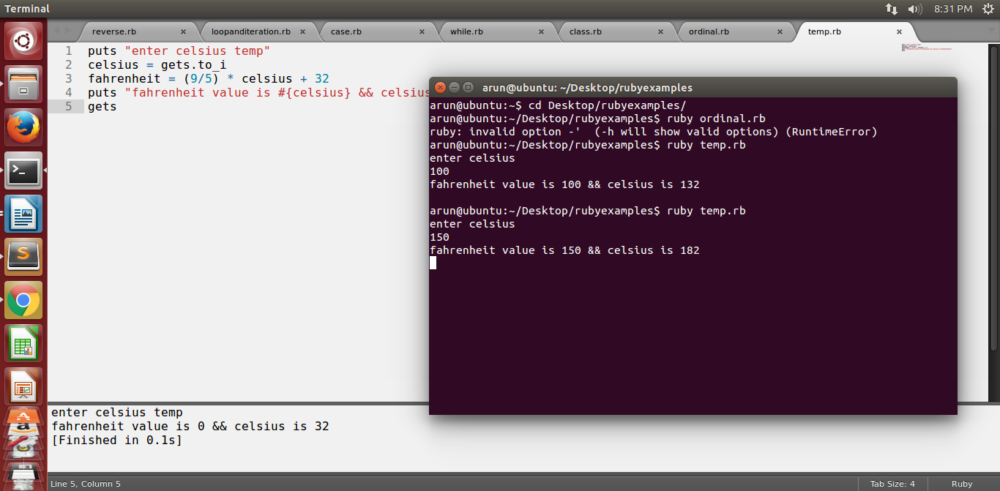 Terminal
8:31 PM
reverse.rb
loopanditeration.rb
case.rb
while.rb
class.rb
ordinal.rb
temp.rb
1 puts "enter celsius temp"
2 celsius = gets.to_i
3 fahrenheit = (9/5) * celsius + 32
4 puts "fahrenheit value is #{celsius} && celsius
5 gets
arun@ubuntu: ~/Desktop/rubyexamples
arun@ubuntu:~$ cd Desktop/rubyexamples/
arun@ubuntu:~/Desktop/rubyexamples$ ruby ordinal.rb
ruby: invalid option -'  (-h will show valid options) (RuntimeError)
arun@ubuntu:~/Desktop/rubyexamples$ ruby temp.rb
enter celsius
100
fahrenheit value is 100 && celsius is 132
arun@ubuntu:~/Desktop/rubyexamples$ ruby temp.rb
enter celsius
150
fahrenheit value is 150 && celsius is 182
enter celsius temp
fahrenheit value is 0 && celsius is 32
[Finished in 0.1s]
Line 5, Column 5
Tab Size: 4
Ruby